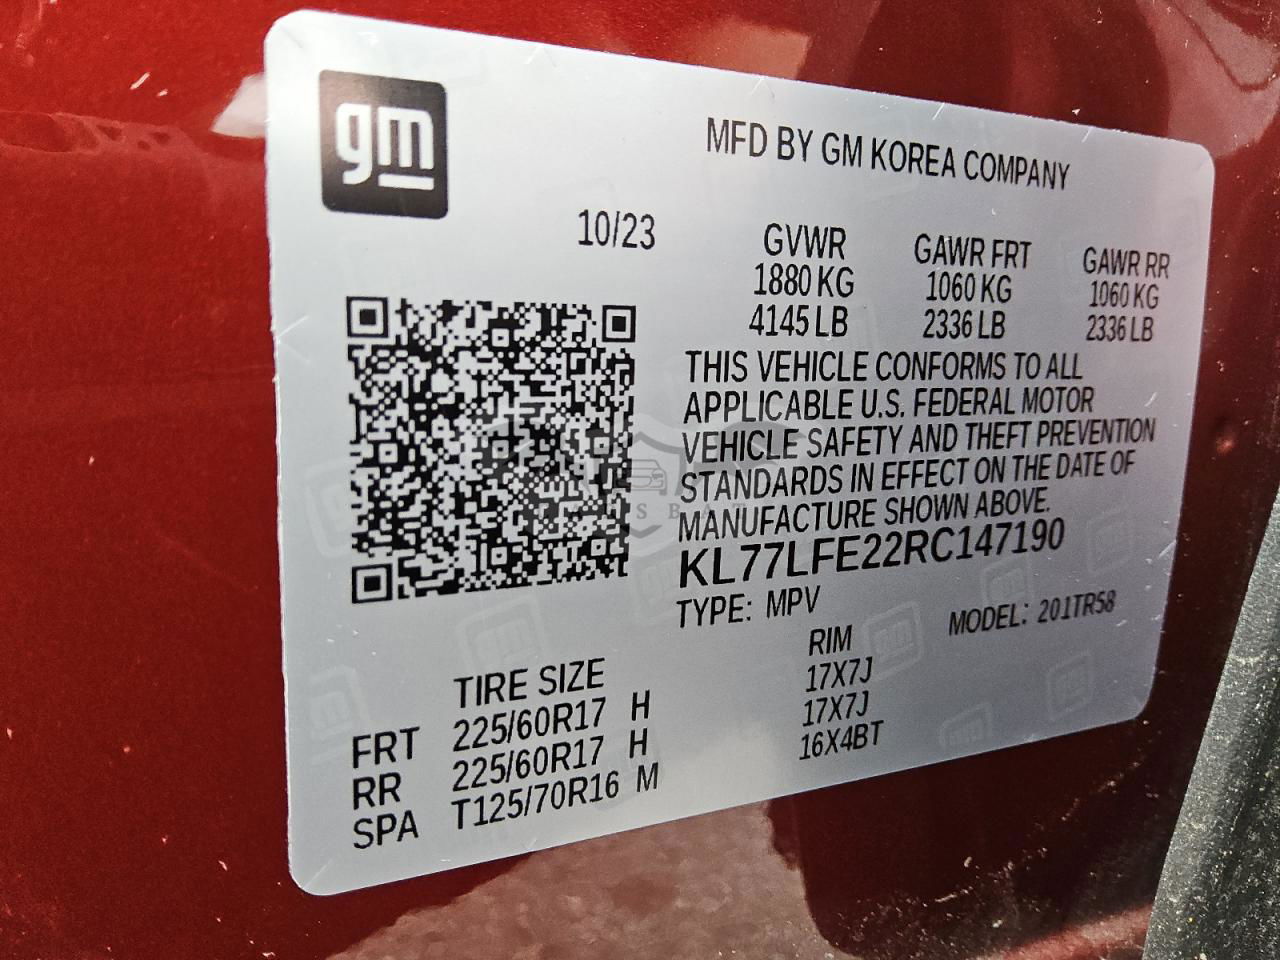 gm
MFD BY GM KOREA COMPANY
10/23
GVWR GAWR FRT GAWR RR
1880 KG 1060 KG 1060 KG
4145 LB 2336 LB 2336 LB
THIS VEHICLE CONFORMS TO ALL
APPLICABLE U.S. FEDERAL MOTOR
VEHICLE SAFETY AND THEFT PREVENTION
STANDARDS IN EFFECT ON THE DATE OF
MANUFACTURE SHOWN ABOVE.
KL77LFE22RC147190
TYPE: MPV MODEL: 201TR58
TIRE SIZE RIM
FRT 225/60R17 H 17X7J
RR 225/60R17 H 17X7J
SPA T125/70R16 M 16X4BT